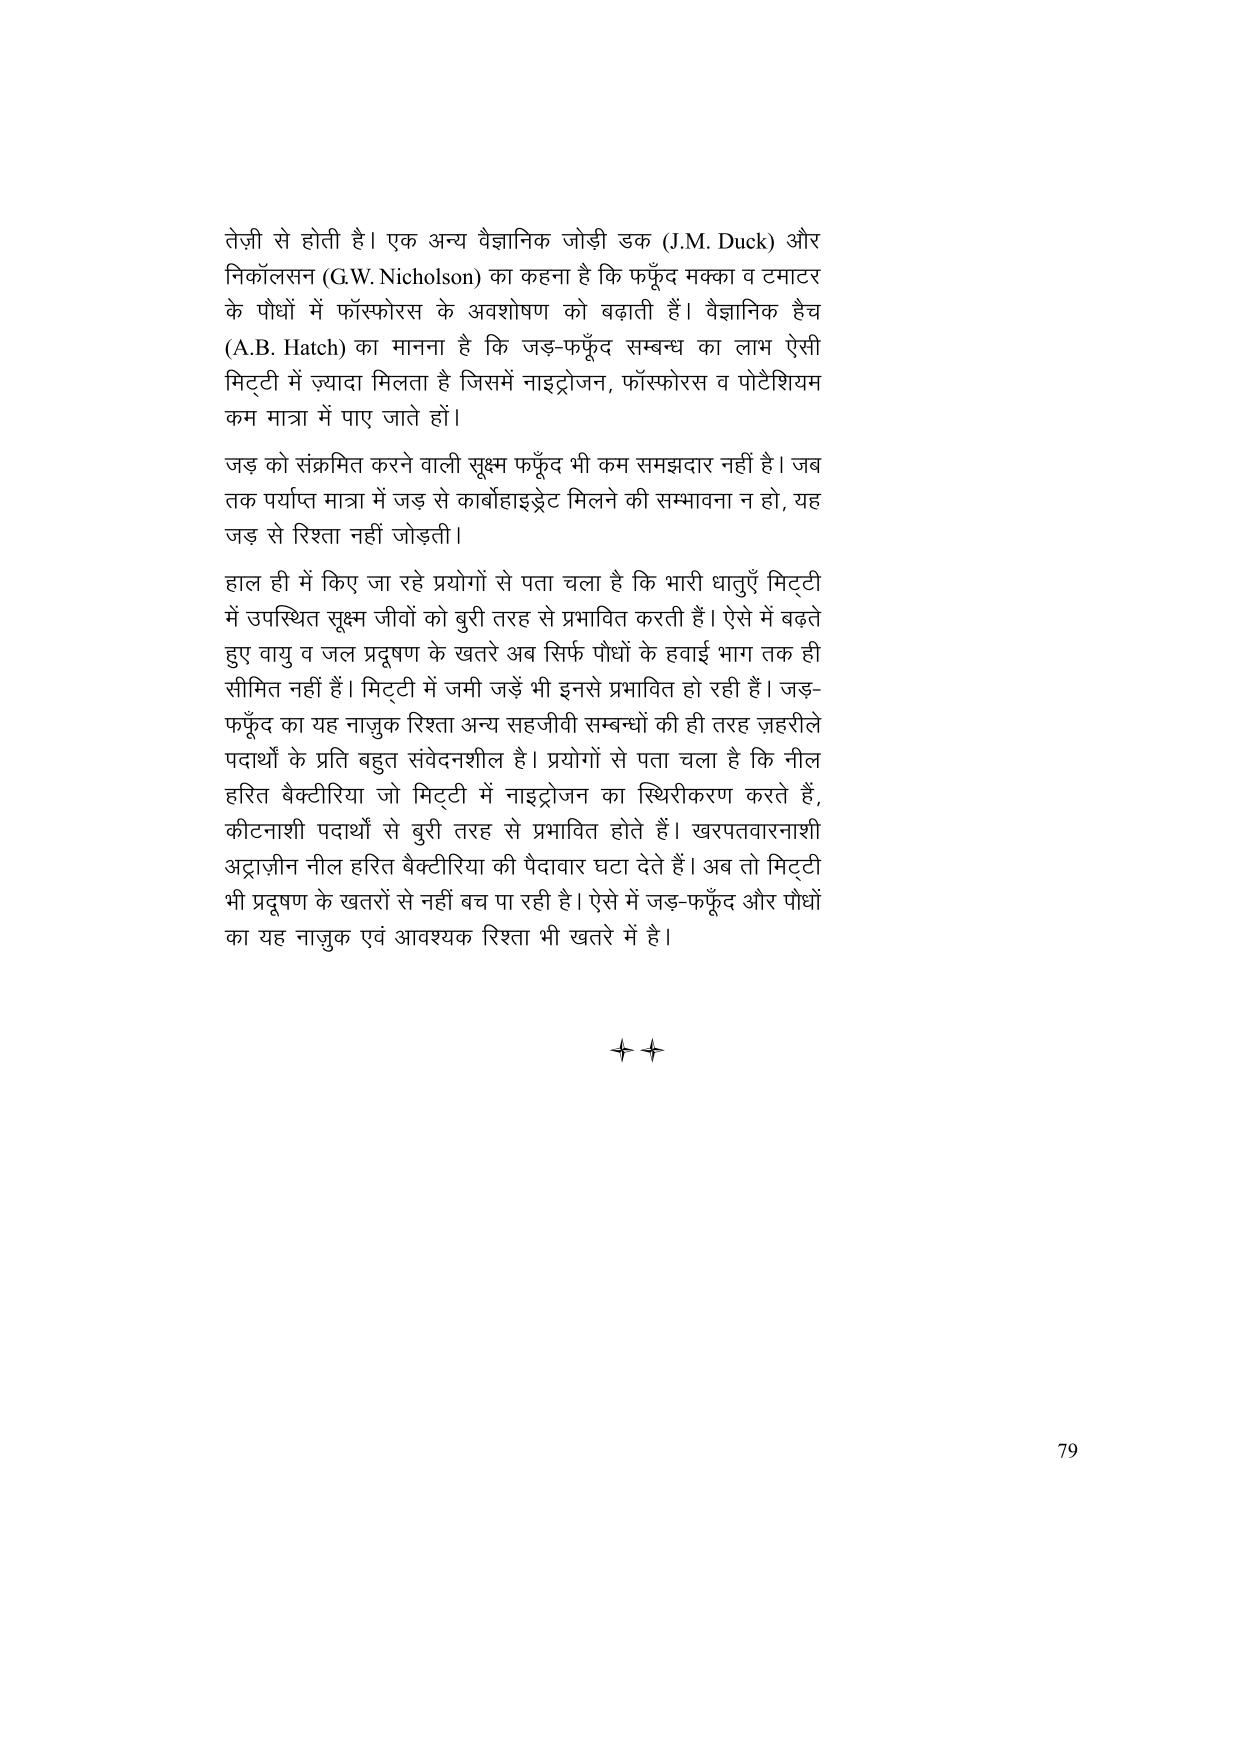 तेज़ी से होती है। एक अन्य वैज्ञानिक जोड़ी डक (J.M. Duck) और
निकॉलसन (G.W. Nicholson) का कहना है कि फफूँद मक्का व टमाटर
के पौधों में फॉस्फोरस के अवशोषण को बढ़ाती हैं। वैज्ञानिक हैच
(A.B. Hatch) का मानना है कि जड़-फफूँद सम्बन्ध का लाभ ऐसी
मिट्टी में ज़्यादा मिलता है जिसमें नाइट्रोजन, फॉस्फोरस व पोटैशियम
कम मात्रा में पाए जाते हों।
जड़ को संक्रमित करने वाली सूक्ष्म फफूँद भी कम समझदार नहीं है। जब
तक पर्याप्त मात्रा में जड़ से कार्बोहाइड्रेट मिलने की सम्भावना न हो, यह
जड़ से रिश्ता नहीं जोड़ती।
हाल ही में किए जा रहे प्रयोगों से पता चला है कि भारी धातुएँ मिट्टी
में उपस्थित सूक्ष्म जीवों को बुरी तरह से प्रभावित करती हैं। ऐसे में बढ़ते
हुए वायु व जल प्रदूषण के खतरे अब सिर्फ पौधों के हवाई भाग तक ही
सीमित नहीं हैं। मिट्टी में जमी जड़ें भी इनसे प्रभावित हो रही हैं। जड़-
फफूँद का यह नाज़ुक रिश्ता अन्य सहजीवी सम्बन्धों की ही तरह ज़हरीले
पदार्थों के प्रति बहुत संवेदनशील है। प्रयोगों से पता चला है कि नील
हरित बैक्टीरिया जो मिट्टी में नाइट्रोजन का स्थिरीकरण करते हैं,
कीटनाशी पदार्थों से बुरी तरह से प्रभावित होते हैं। खरपतवारनाशी
अट्राज़ीन नील हरित बैक्टीरिया की पैदावार घटा देते हैं। अब तो मिट्टी
भी प्रदूषण के खतरों से नहीं बच पा रही है। ऐसे में जड़-फफूँद और पौधों
का यह नाज़ुक एवं आवश्यक रिश्ता भी खतरे में है।
79